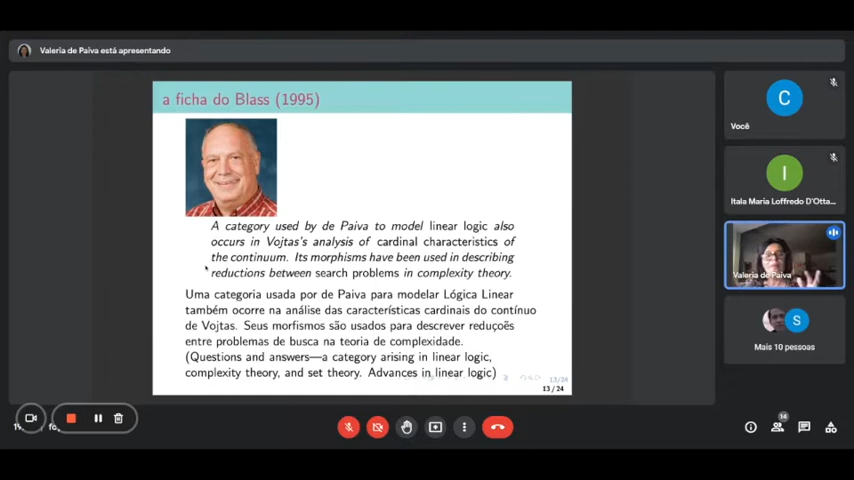 Valeria de Paiva está apresentando
a ficha do Blass (1995)
A category used by de Paiva to model linear logic also
occurs in Vojtas's analysis of cardinal characteristics of
the continuum. Its morphisms have been used in describing
reductions between search problems in complexity theory.
Uma categoria usada por de Paiva para modelar Lógica Linear
também ocorre na análise das características cardinais do contínuo
de Vojtas. Seus morfismos são usados para descrever reduções
entre problemas de busca na teoria de complexidade.
(Questions and answers—a category arising in linear logic,
complexity theory, and set theory. Advances in linear logic)
13/24
13 / 24
C
Você
I
Itala Maria Loffredo D'Otta...
Valeria de Paiva
S
Mais 10 pessoas
14